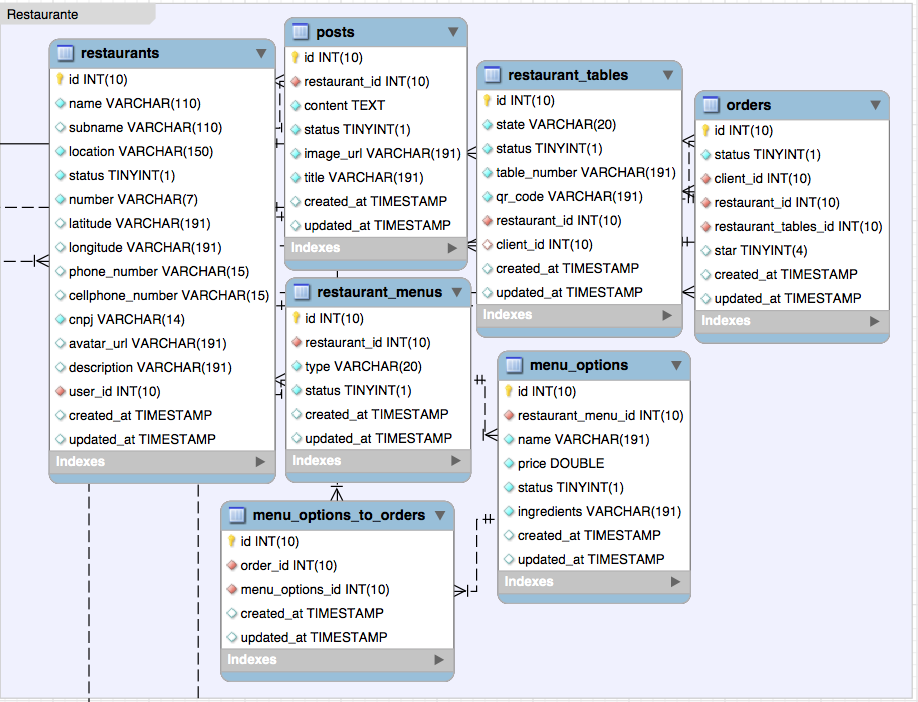 Restaurante
restaurants
id INT(10)
name VARCHAR(110)
subname VARCHAR(110)
location VARCHAR(150)
status TINYINT(1)
number VARCHAR(7)
latitude VARCHAR(191)
longitude VARCHAR(191)
phone_number VARCHAR(15)
cellphone_number VARCHAR(15)
cnpj VARCHAR(14)
avatar_url VARCHAR(191)
description VARCHAR(191)
user_id INT(10)
created_at TIMESTAMP
updated_at TIMESTAMP
Indexes
posts
id INT(10)
restaurant_id INT(10)
content TEXT
status TINYINT(1)
image_url VARCHAR(191)
title VARCHAR(191)
created_at TIMESTAMP
updated_at TIMESTAMP
Indexes
restaurant_tables
id INT(10)
state VARCHAR(20)
status TINYINT(1)
table_number VARCHAR(191)
qr_code VARCHAR(191)
restaurant_id INT(10)
client_id INT(10)
created_at TIMESTAMP
updated_at TIMESTAMP
Indexes
orders
id INT(10)
status TINYINT(1)
client_id INT(10)
restaurant_id INT(10)
restaurant_tables_id INT(10)
star TINYINT(4)
created_at TIMESTAMP
updated_at TIMESTAMP
Indexes
restaurant_menus
id INT(10)
restaurant_id INT(10)
type VARCHAR(20)
status TINYINT(1)
created_at TIMESTAMP
updated_at TIMESTAMP
Indexes
menu_options
id INT(10)
restaurant_menu_id INT(10)
name VARCHAR(191)
price DOUBLE
status TINYINT(1)
ingredients VARCHAR(191)
created_at TIMESTAMP
updated_at TIMESTAMP
Indexes
menu_options_to_orders
id INT(10)
order_id INT(10)
menu_options_id INT(10)
created_at TIMESTAMP
updated_at TIMESTAMP
Indexes